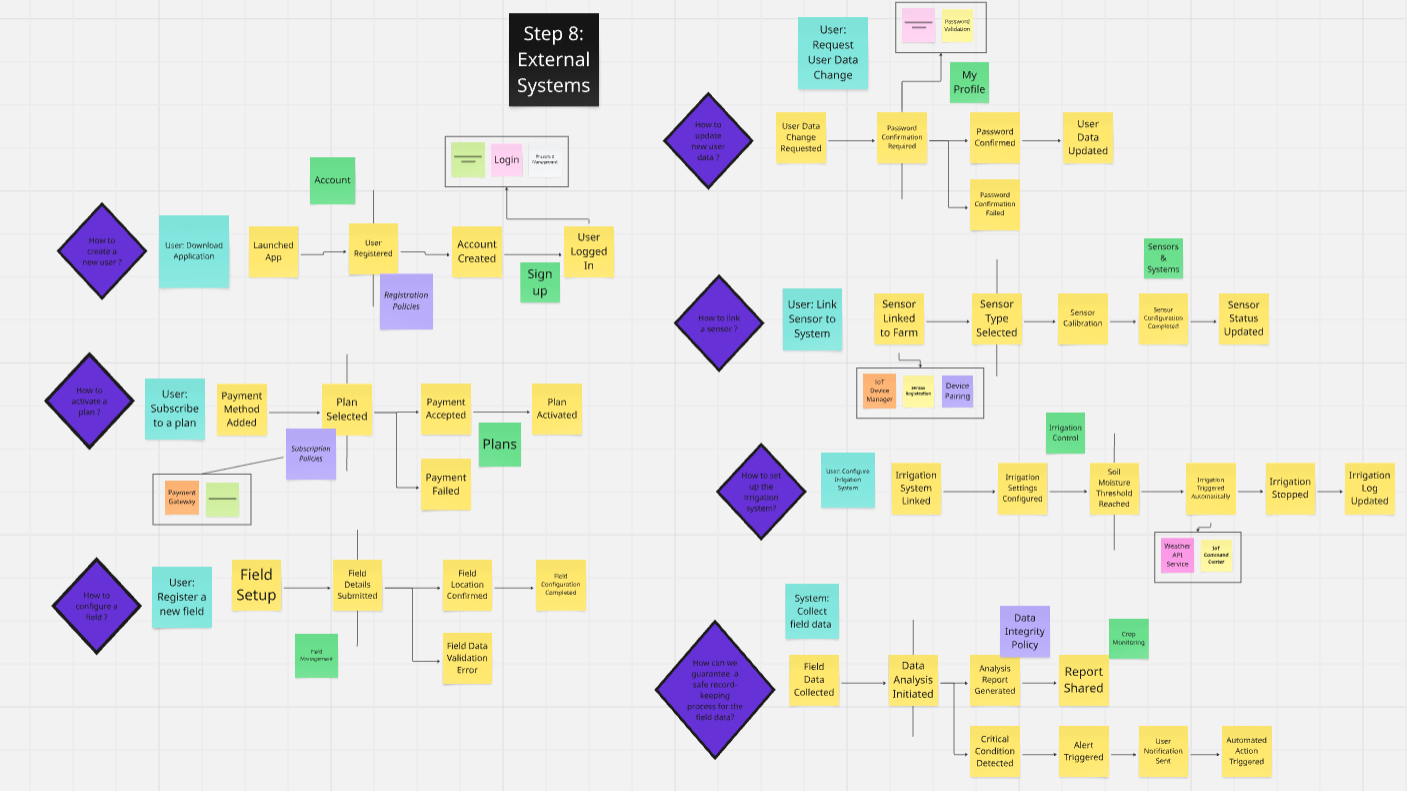 Step 8:
External
Systems
Account
Login
Password
Management
How to
create a
new user ?
User: Download
Application
Launched
App
User
Registered
Account
Created
User
Logged
In
Sign
up
Registration
Policies
How to
activate a
plan ?
User:
Subscribe
to a plan
Payment
Method
Added
Plan
Selected
Payment
Accepted
Plan
Activated
Plans
Subscription
Policies
Payment
Failed
Payment
Gateway
How to
configure a
field ?
User:
Register a
new field
Field
Setup
Field
Details
Submitted
Field
Location
Confirmed
Field
Configuration
Completed
Field
Management
Field Data
Validation
Error
User:
Request
User Data
Change
Password
Validation
My
Profile
How to
update
new user
data ?
User Data
Change
Requested
Password
Confirmation
Required
Password
Confirmed
User
Data
Updated
Password
Confirmation
Failed
Sensors
&
Systems
How to link
a sensor ?
User: Link
Sensor to
System
Sensor
Linked
to Farm
Sensor
Type
Selected
Sensor
Calibration
Sensor
Configuration
Completed
Sensor
Status
Updated
IoT
Device
Manager
Sensor
Registration
Device
Pairing
Irrigation
Control
How to set
up the
irrigation
system?
User: Configure
Irrigation
System
Irrigation
System
Linked
Irrigation
Settings
Configured
Soil
Moisture
Threshold
Reached
Irrigation
Triggered
Automatically
Irrigation
Stopped
Irrigation
Log
Updated
Weather
API
Service
IoT
Command
Center
System:
Collect
field data
Data
Integrity
Policy
Crop
Monitoring
How can we
guarantee a
safe record-
keeping
process for the
field data?
Field
Data
Collected
Data
Analysis
Initiated
Analysis
Report
Generated
Report
Shared
Critical
Condition
Detected
Alert
Triggered
User
Notification
Sent
Automated
Action
Triggered